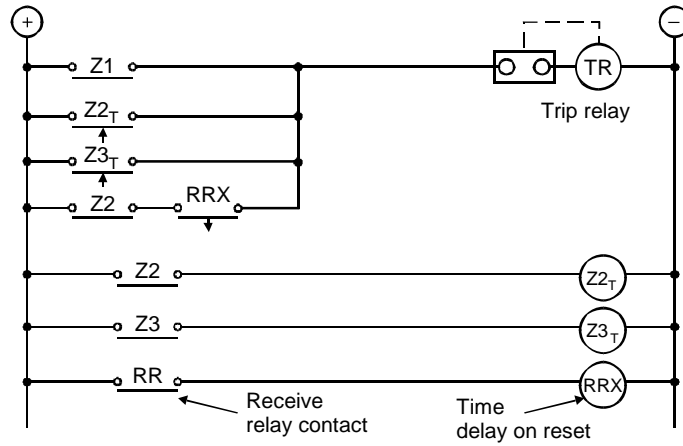 + −
Z1
TR
Trip relay
Z2T
Z3T
Z2 RRX
Z2 Z2T
Z3 Z3T
RR RRX
Receive
relay contact
Time
delay on reset